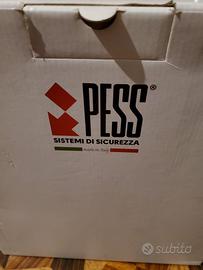 PESS®
SISTEMI DI SICUREZZA
Made in Italy
subito